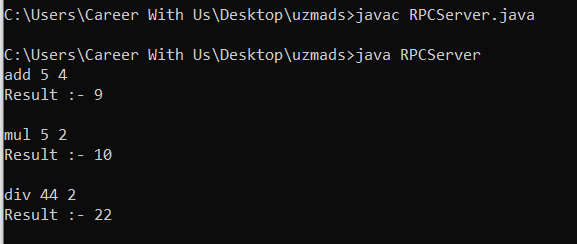 C:\Users\Career With Us\Desktop\uzmads>javac RPCServer.java
C:\Users\Career With Us\Desktop\uzmads>java RPCServer
add 5 4
Result :- 9
mul 5 2
Result :- 10
div 44 2
Result :- 22